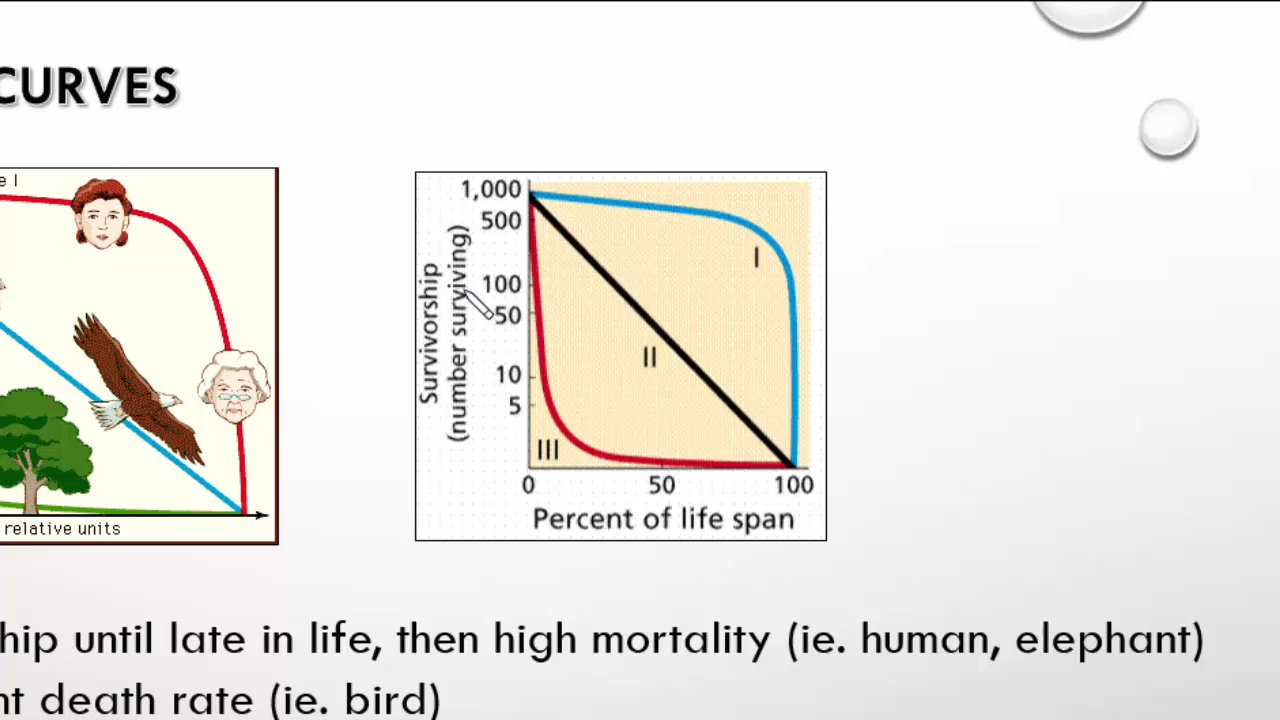 CURVES
e I
relative units
Survivorship
(number surviving)
1,000
500
100
50
10
5
I
II
III
0 50 100
Percent of life span
hip until late in life, then high mortality (ie. human, elephant)
nt death rate (ie. bird)